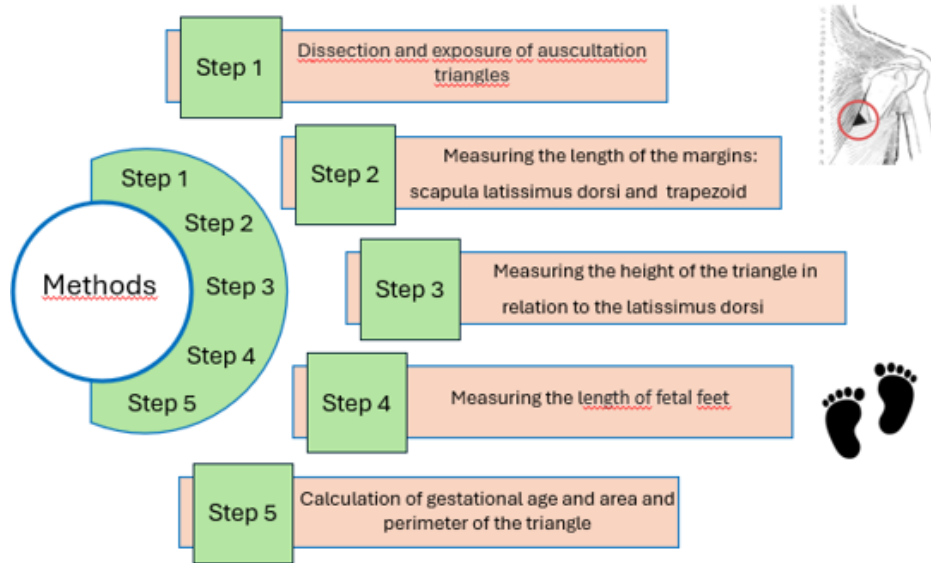 Methods
Step 1
Step 2
Step 3
Step 4
Step 5
Step 1
Dissection and exposure of auscultation
triangles
Step 2
Measuring the length of the margins:
scapula latissimus dorsi and trapezoid
Step 3
Measuring the height of the triangle in
relation to the latissimus dorsi
Step 4
Measuring the length of fetal feet
Step 5
Calculation of gestational age and area and
perimeter of the triangle